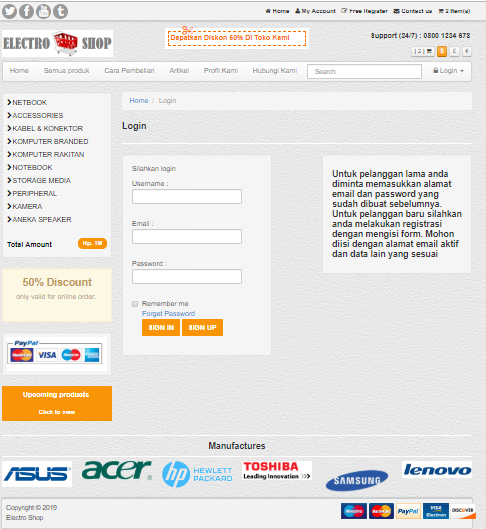 Home My Account Free Register Contact us 2 Item(s)
ELECTRO SHOP
Dapatkan Diskon 50% Di Toko Kami
Support (24/7) : 0800 1234 678
[ 2 ] $ £ €
Home Semua produk Cara Pembelian Artikel Profil Kami Hubungi Kami Search Login
NETBOOK
ACCESSORIES
KABEL & KONEKTOR
KOMPUTER BRANDED
KOMPUTER RAKITAN
NOTEBOOK
STORAGE MEDIA
PERIPHERAL
KAMERA
ANEKA SPEAKER
Total Amount
50% Discount
only valid for online order.
PayPal
MasterCard VISA Maestro AMERICAN EXPRESS
Upcoming products
Click to view
Home / Login
Login
Silahkan login
Username :
Email :
Password :
Remember me
Forget Password
SIGN IN SIGN UP
Untuk pelanggan lama anda
diminta memasukkan alamat
email dan password yang
sudah dibuat sebelumnya.
Untuk pelanggan baru silahkan
anda melakukan registrasi
dengan mengisi form. Mohon
diisi dengan alamat email aktif
dan data lain yang sesuai
Manufactures
ASUS acer hp HEWLETT PACKARD TOSHIBA Leading Innovation >>> SAMSUNG lenovo
Copyright © 2019
Electro Shop
Maestro MasterCard PayPal VISA Electron DISCOVER